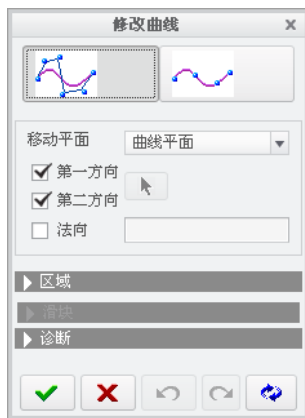 修改曲线
移动平面 曲线平面
第一方向
第二方向
法向
区域
滑块
诊断